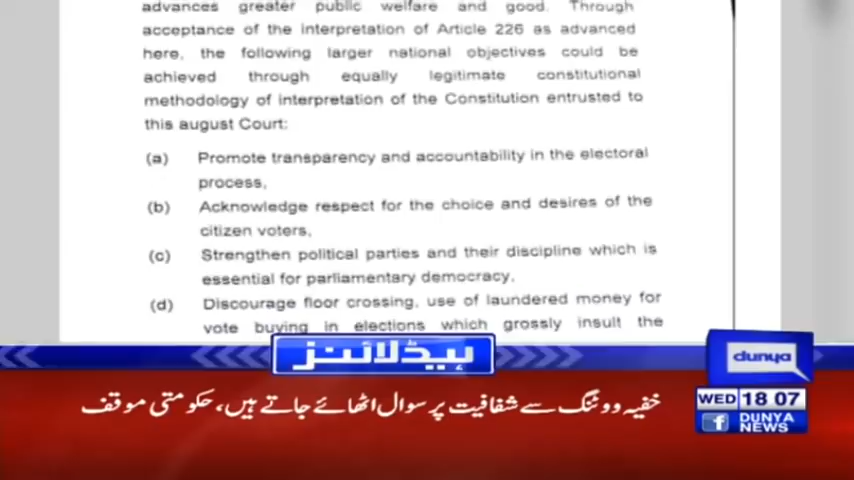 advances greater public welfare and good. Through
acceptance of the interpretation of Article 226 as advanced
here, the following larger national objectives could be
achieved through equally legitimate constitutional
methodology of interpretation of the Constitution entrusted to
this august Court:
(a) Promote transparency and accountability in the electoral
process,
(b) Acknowledge respect for the choice and desires of the
citizen voters,
(c) Strengthen political parties and their discipline which is
essential for parliamentary democracy,
(d) Discourage floor crossing, use of laundered money for
vote buying in elections which grossly insult the
ہیڈلائنز
dunya
خفیہ ووٹنگ سے شفافیت پر سوال اٹھائے جاتے ہیں، حکومتی موقف
WED 18 07
f DUNYA
NEWS